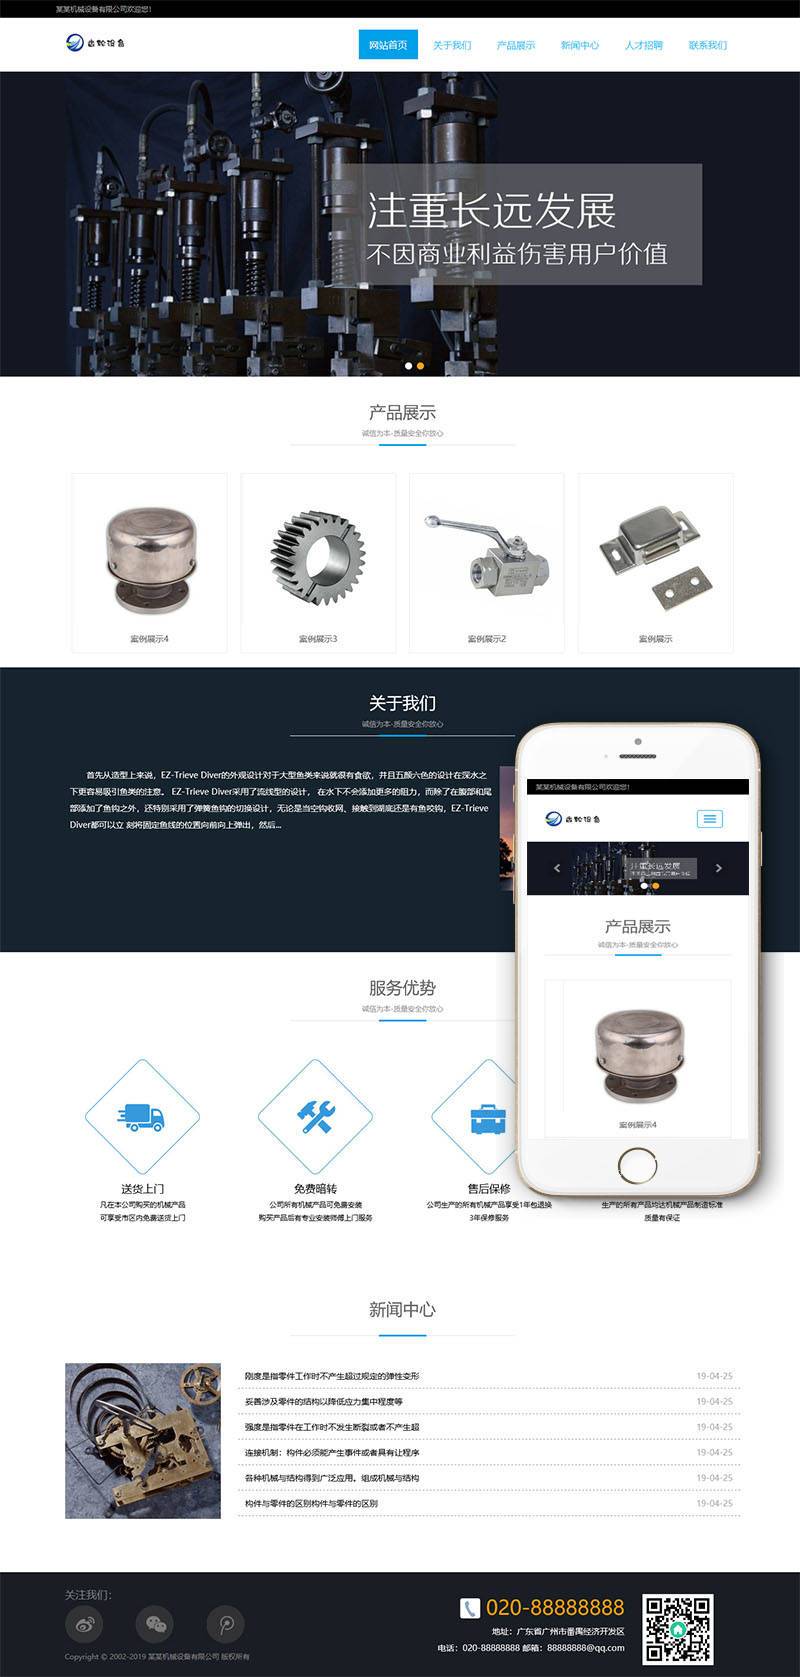 某某机械设备有限公司欢迎您！
齿轮设备
网站首页 关于我们 产品展示 新闻中心 人才招聘 联系我们
注重长远发展
不因商业利益伤害用户价值
产品展示
诚信为本-质量安全你放心
案例展示4 案例展示3 案例展示2 案例展示
关于我们
诚信为本-质量安全你放心
首先从造型上来说，EZ-Trieve Diver的外观设计对于大型鱼类来说就很有食欲，并且五颜六色的设计在深水之
下更容易吸引鱼类的注意。 EZ-Trieve Diver采用了流线型的设计， 在水下不会添加更多的阻力，而除了在腹部和尾
部添加了鱼钩之外，还特别采用了弹簧鱼钩的切换设计，无论是当空钩收网、接触到湖底还是有鱼咬钩，EZ-Trieve
Diver都可以立 刻将固定鱼线的位置向前向上弹出，然后...
某某机械设备有限公司欢迎您！
齿轮设备
注重长远发展
不因商业利益伤害用户价值
产品展示
诚信为本-质量安全你放心
案例展示4
服务优势
诚信为本-质量安全你放心
送货上门
凡在本公司购买的机械产品
可享受市区内免费送货上门
免费暗转
公司所有机械产品可免费安装
购买产品后有专业安装师傅上门服务
售后保修
公司生产的所有机械产品享受1年包退换
3年保修服务
生产的所有产品均达机械产品制造标准
质量有保证
新闻中心
刚度是指零件工作时不产生超过规定的弹性变形 19-04-25
妥善涉及零件的结构以降低应力集中程度等 19-04-25
强度是指零件在工作时不发生断裂或者不产生超 19-04-25
连接机制：构件必须能产生事件或者具有让程序 19-04-25
各种机械与结构得到广泛应用。组成机械与结构 19-04-25
构件与零件的区别构件与零件的区别 19-04-25
关注我们：
Copyright © 2002-2019 某某机械设备有限公司 版权所有
020-88888888
地址：广东省广州市番禺经济开发区
电话：020-88888888 邮箱：88888888@qq.com